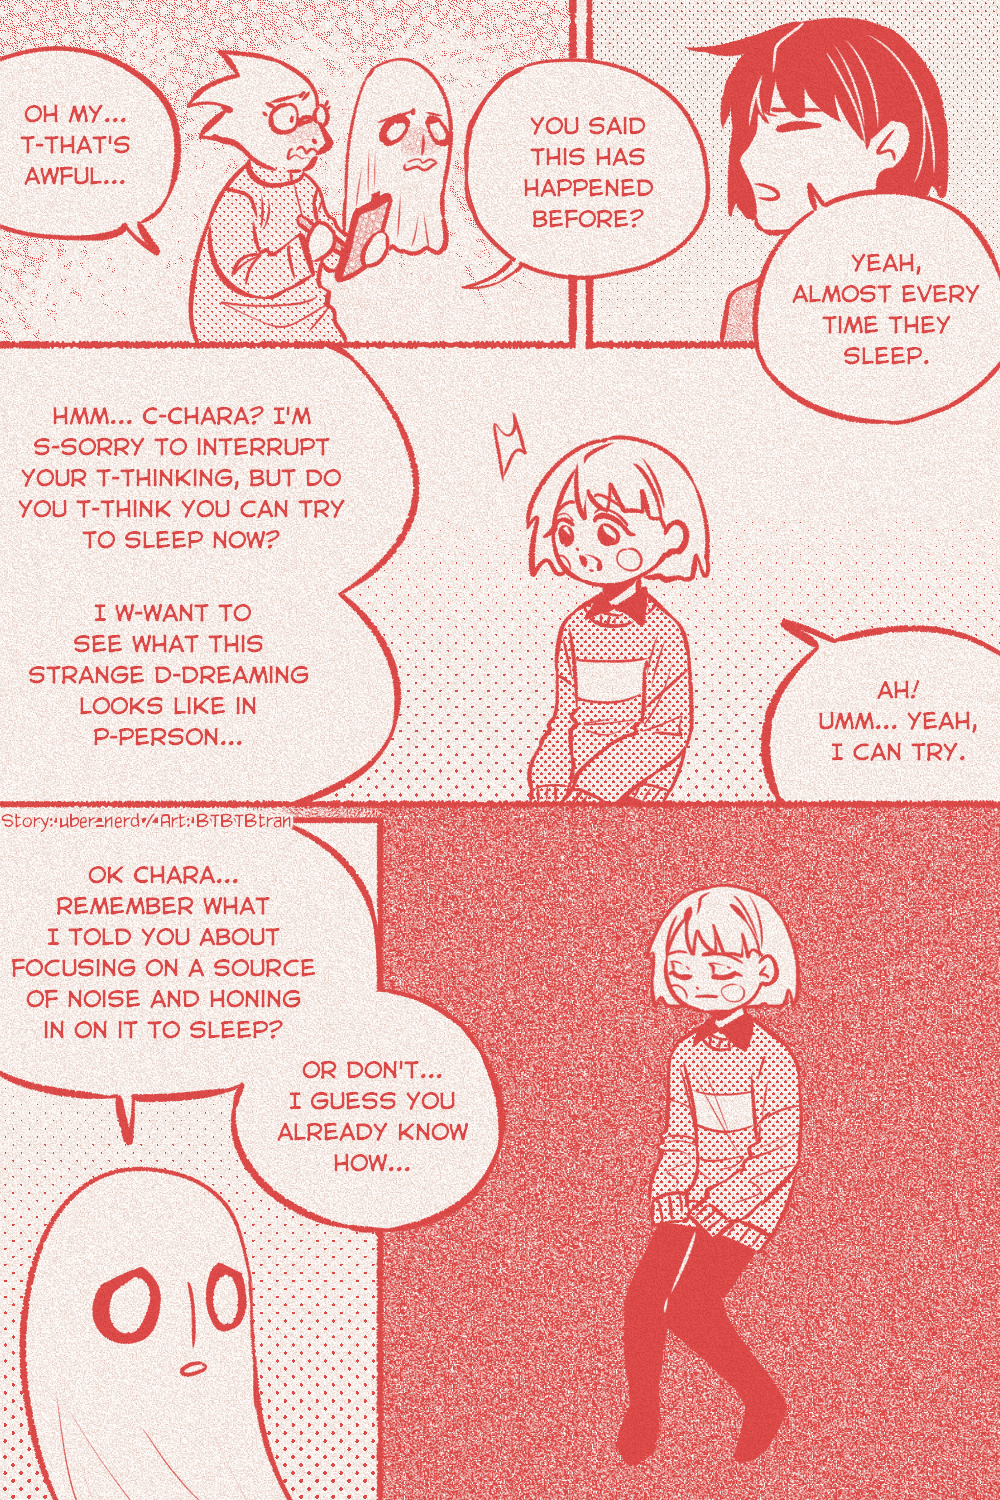 OH MY...
T-THAT'S
AWFUL...
YOU SAID
THIS HAS
HAPPENED
BEFORE?
YEAH,
ALMOST EVERY
TIME THEY
SLEEP.
HMM... C-CHARA? I'M
S-SORRY TO INTERRUPT
YOUR T-THINKING, BUT DO
YOU T-THINK YOU CAN TRY
TO SLEEP NOW?
I W-WANT TO
SEE WHAT THIS
STRANGE D-DREAMING
LOOKS LIKE IN
P-PERSON...
AH!
UMM... YEAH,
I CAN TRY.
Story: uber-nerd / Art: BTBTBtran
OK CHARA...
REMEMBER WHAT
I TOLD YOU ABOUT
FOCUSING ON A SOURCE
OF NOISE AND HONING
IN ON IT TO SLEEP?
OR DON'T...
I GUESS YOU
ALREADY KNOW
HOW...